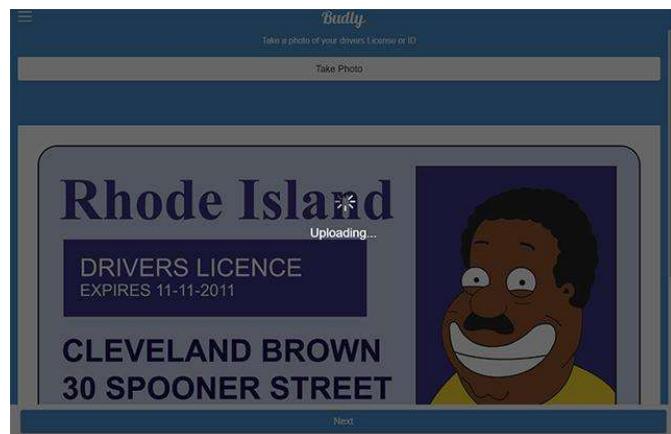 Budly
Take a photo of your drivers License or ID
Take Photo
Rhode Island
Uploading...
DRIVERS LICENCE
EXPIRES 11-11-2011
CLEVELAND BROWN
30 SPOONER STREET
Next